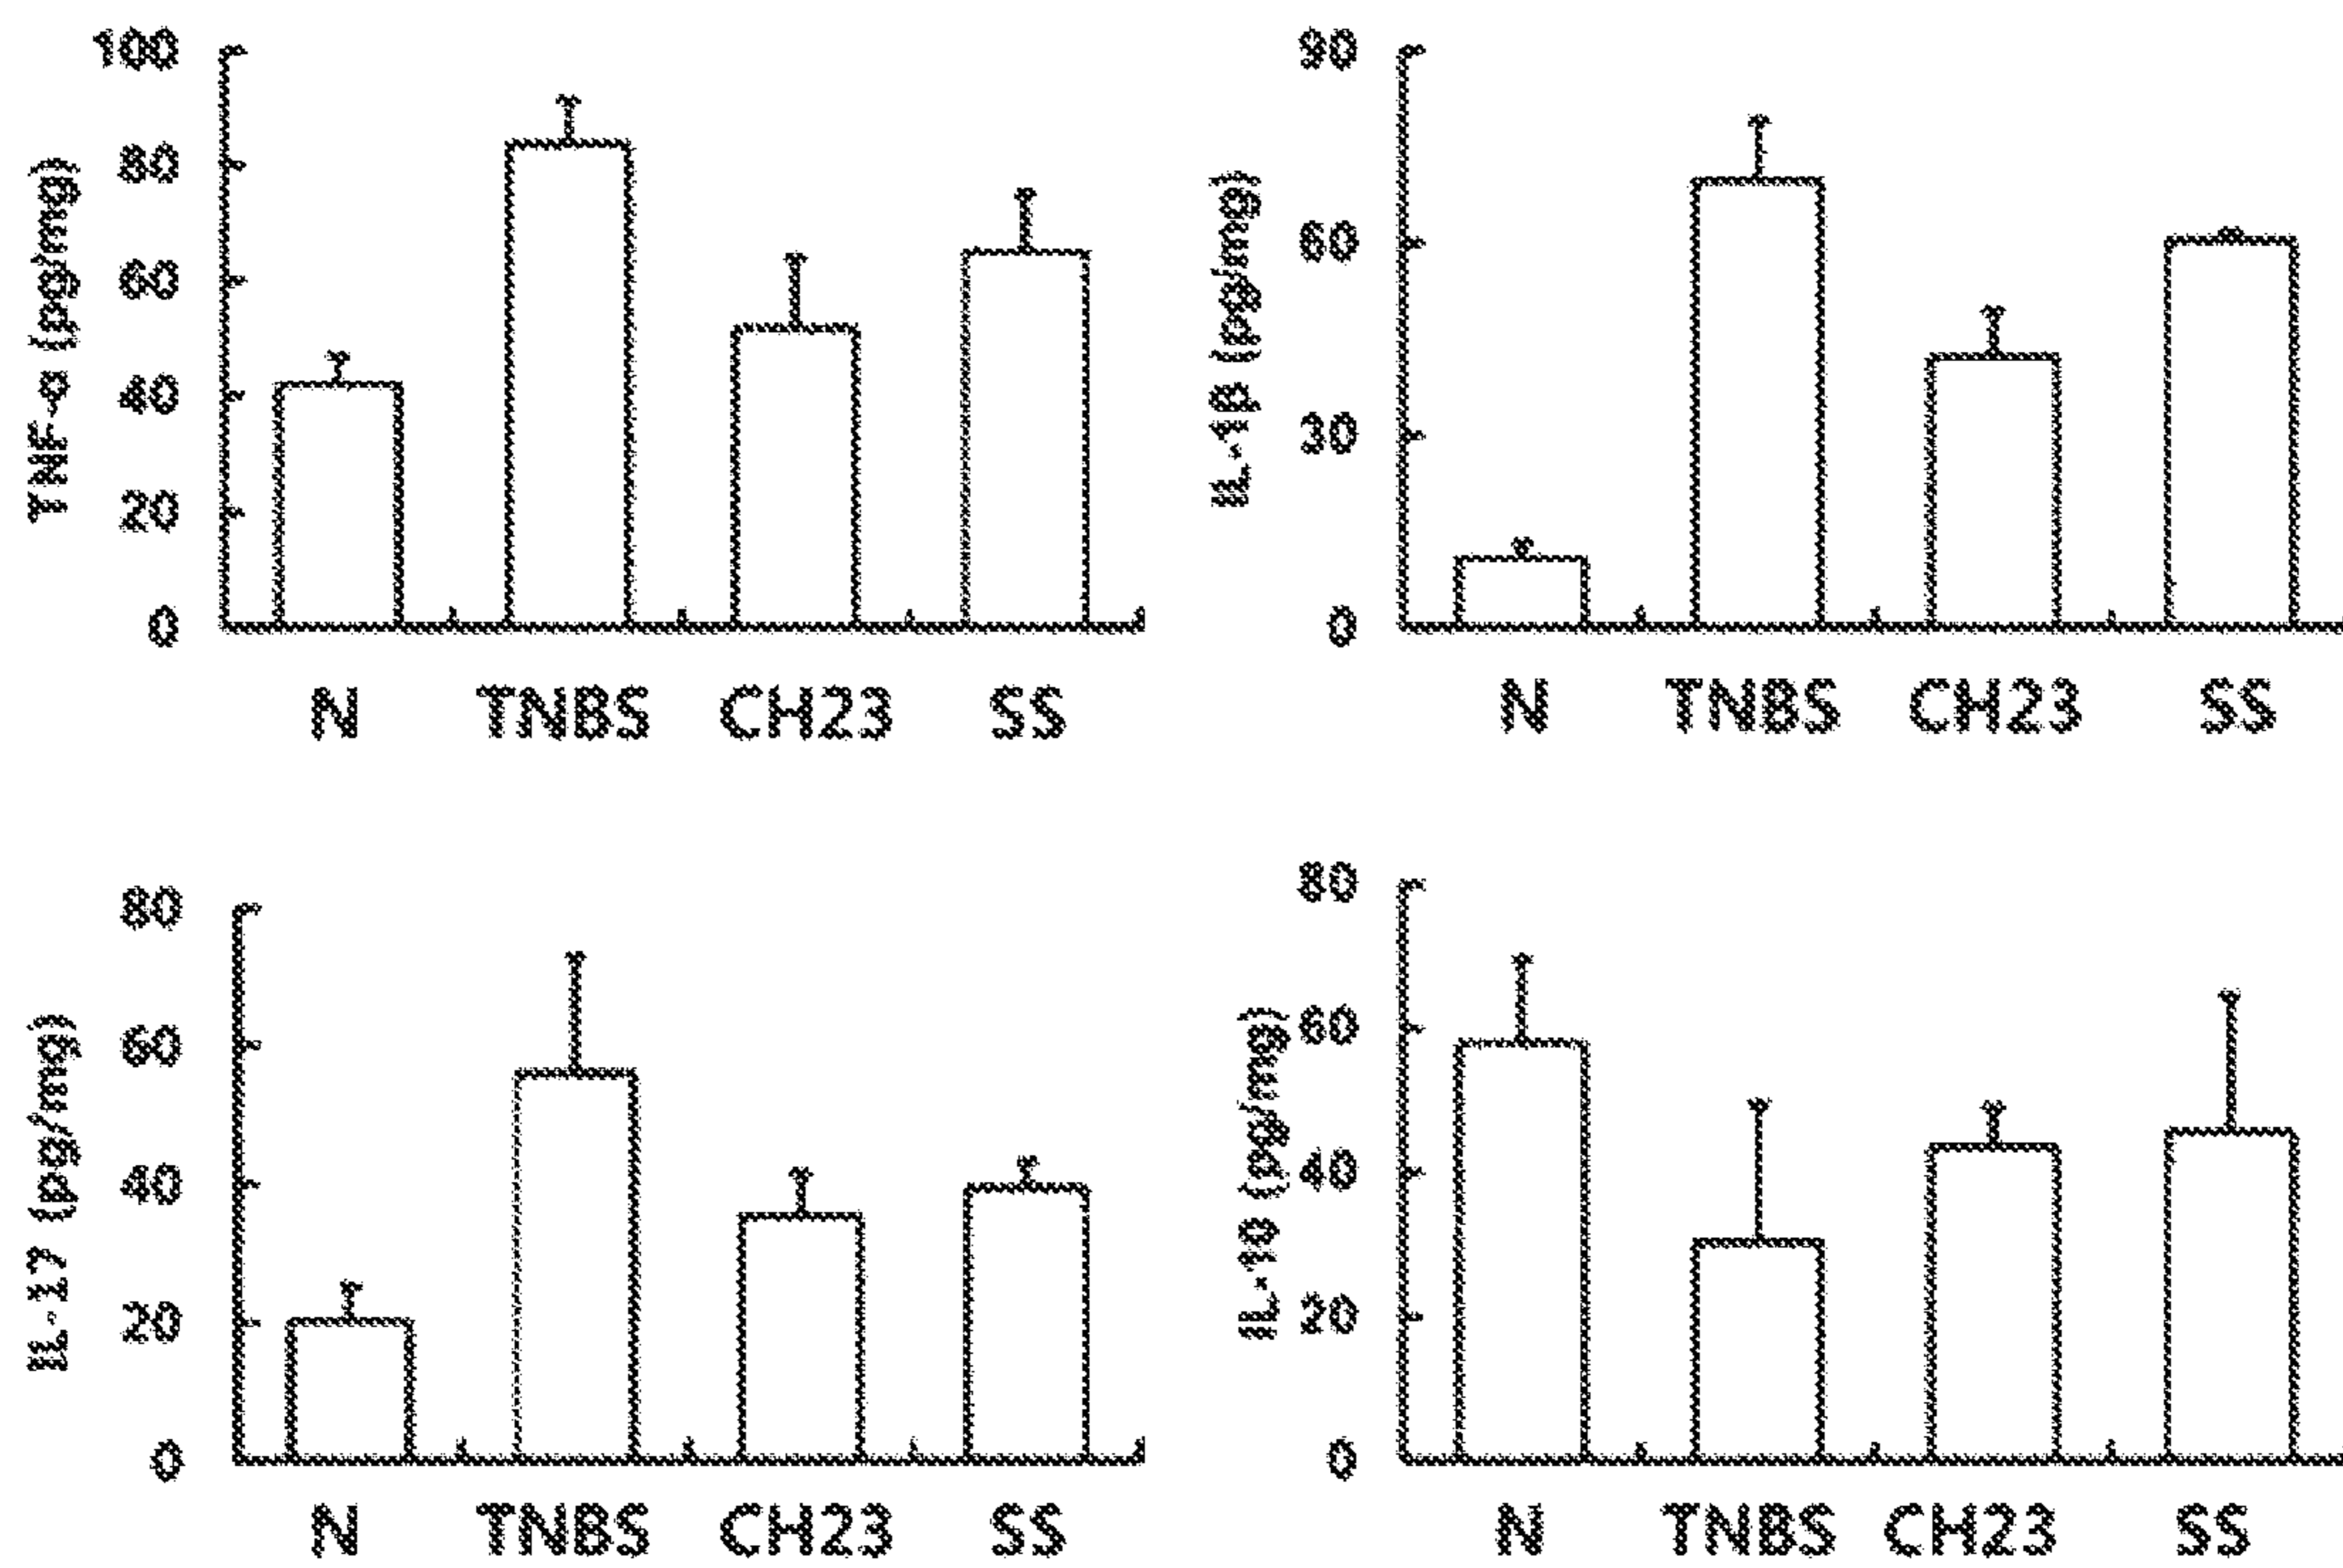 TNF-α (pg/mg)
100
80
60
40
20
0
N TNBS CH23 SS
IL-1β (pg/mg)
90
60
30
0
N TNBS CH23 SS
IL-17 (pg/mg)
80
60
40
20
0
N TNBS CH23 SS
IL-10 (pg/mg)
80
60
40
20
0
N TNBS CH23 SS